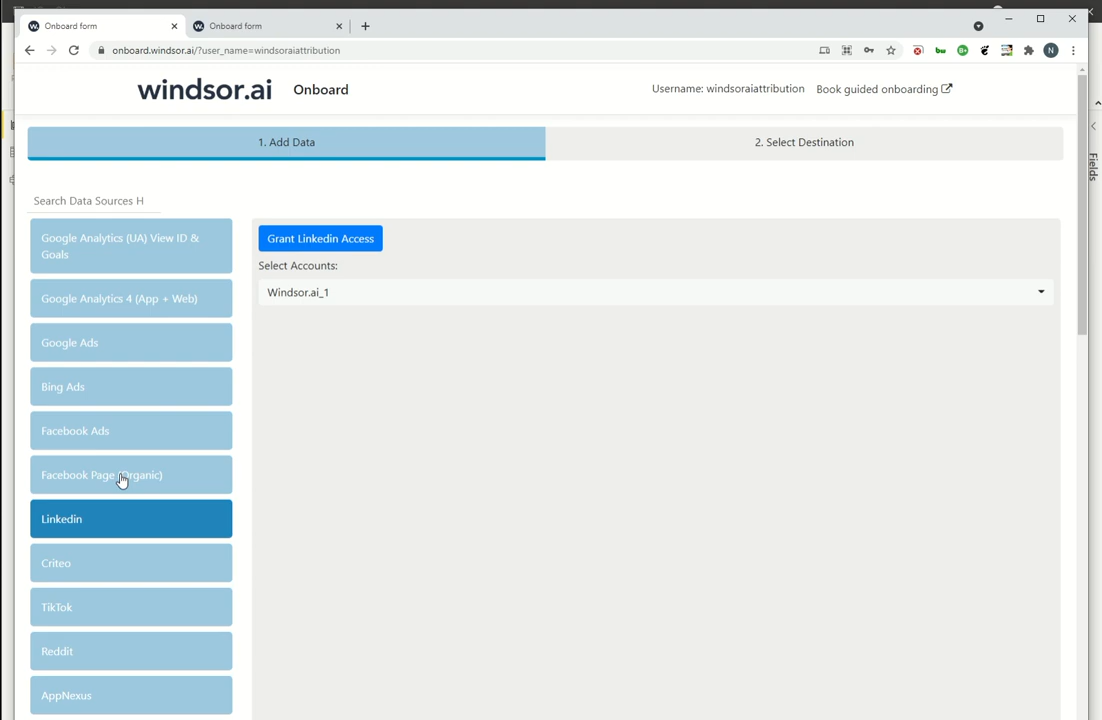 Onboard form
Onboard form
onboard.windsor.ai/?user_name=windsoraiattribution
windsor.ai
Onboard
Username: windsoraiattribution
Book guided onboarding
1. Add Data
2. Select Destination
Search Data Sources H
Google Analytics (UA) View ID &
Goals
Google Analytics 4 (App + Web)
Google Ads
Bing Ads
Facebook Ads
Facebook Page (Organic)
Linkedin
Criteo
TikTok
Reddit
AppNexus
Grant Linkedin Access
Select Accounts:
Windsor.ai_1
Fields